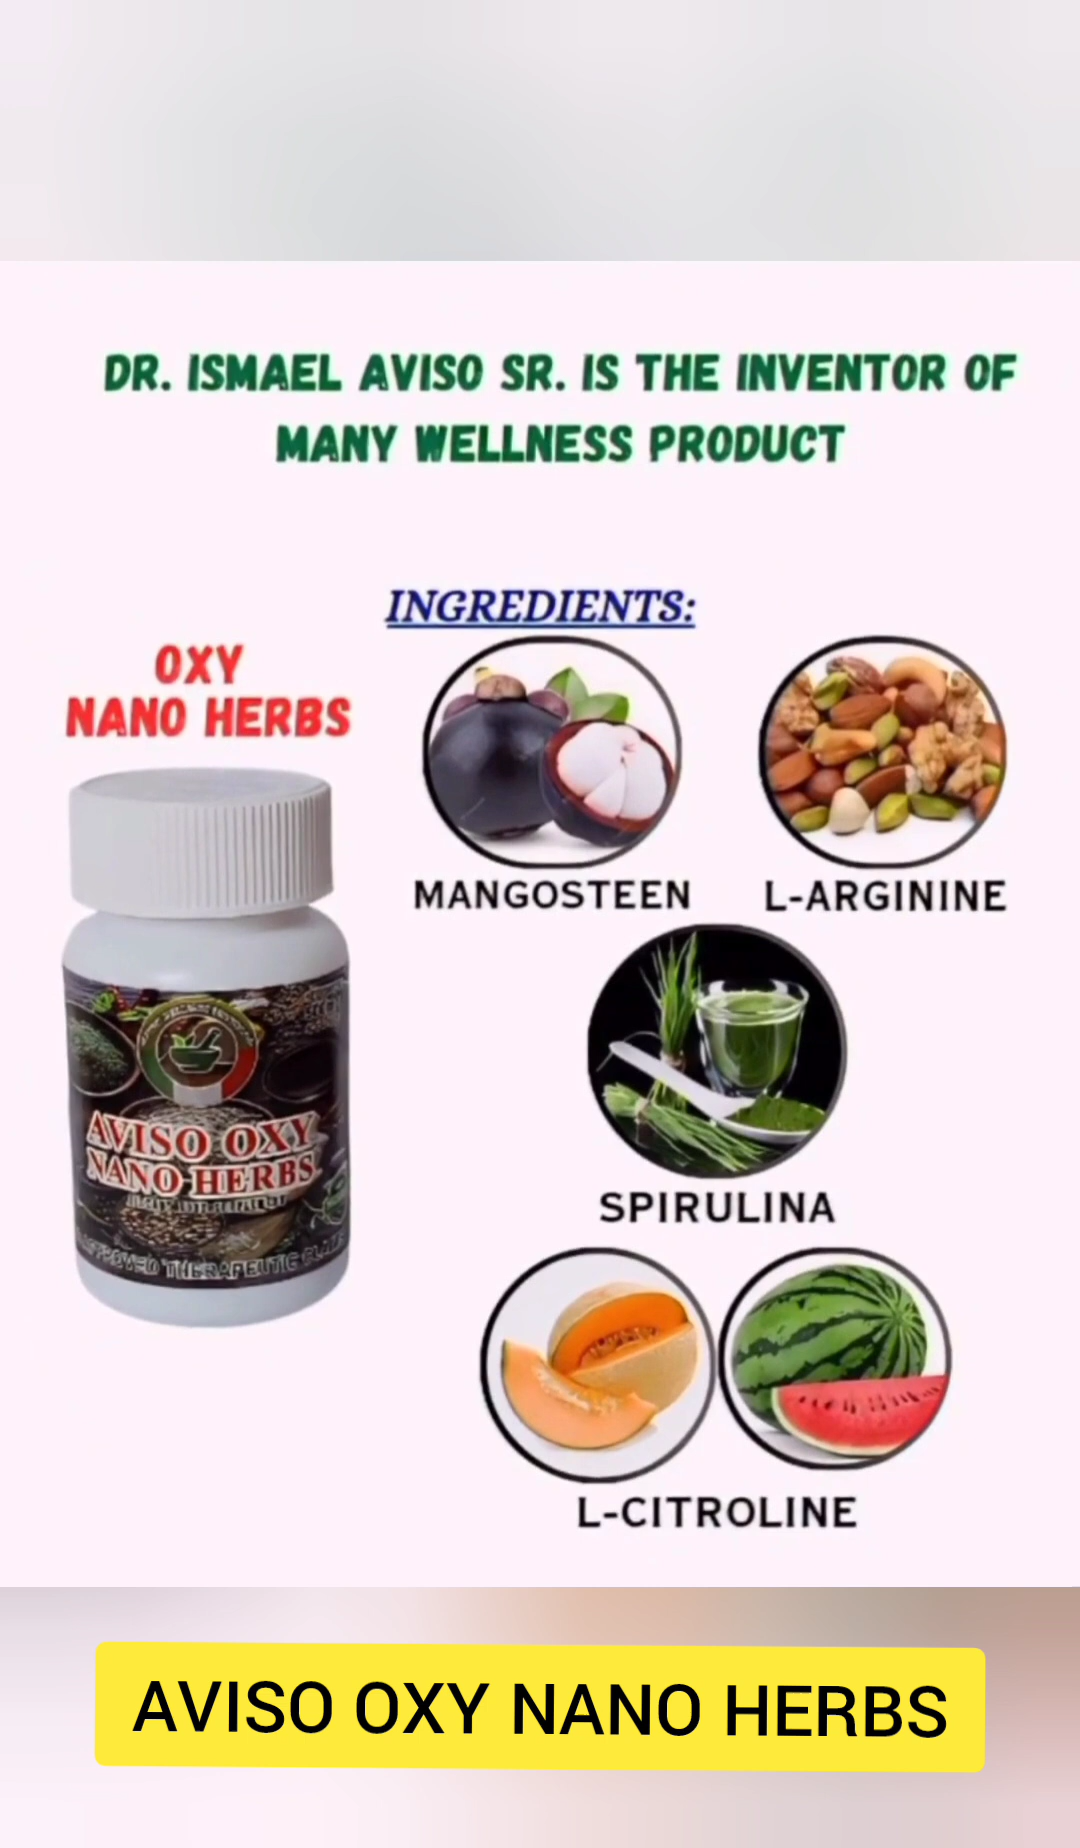 DR. ISMAEL AVISO SR. IS THE INVENTOR OF
MANY WELLNESS PRODUCT
INGREDIENTS:
OXY
NANO HERBS
MANGOSTEEN
L-ARGININE
AVISO OXY
NANO HERBS
THERAPEUTIC
SPIRULINA
L-CITROLINE
AVISO OXY NANO HERBS